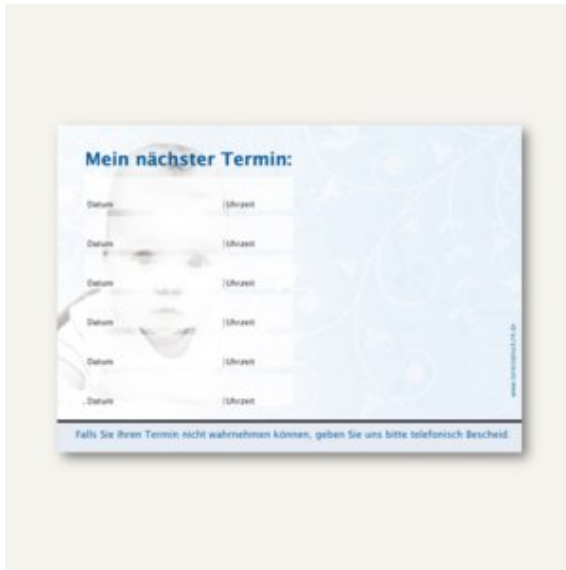 Mein nächster Termin:
Datum | Uhrzeit
Datum | Uhrzeit
Datum | Uhrzeit
Datum | Uhrzeit
Datum | Uhrzeit
Datum | Uhrzeit
Falls Sie Ihren Termin nicht wahrnehmen können, geben Sie uns bitte telefonisch Bescheid.